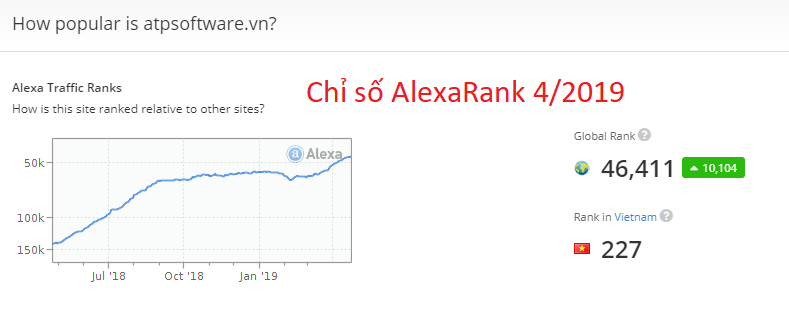 How popular is atpsoftware.vn?
Alexa Traffic Ranks
How is this site ranked relative to other sites?
Chỉ số AlexaRank 4/2019
a Alexa
50k
100k
150k
Jul '18 Oct '18 Jan '19
Global Rank ?
46,411 10,104
Rank in Vietnam ?
227